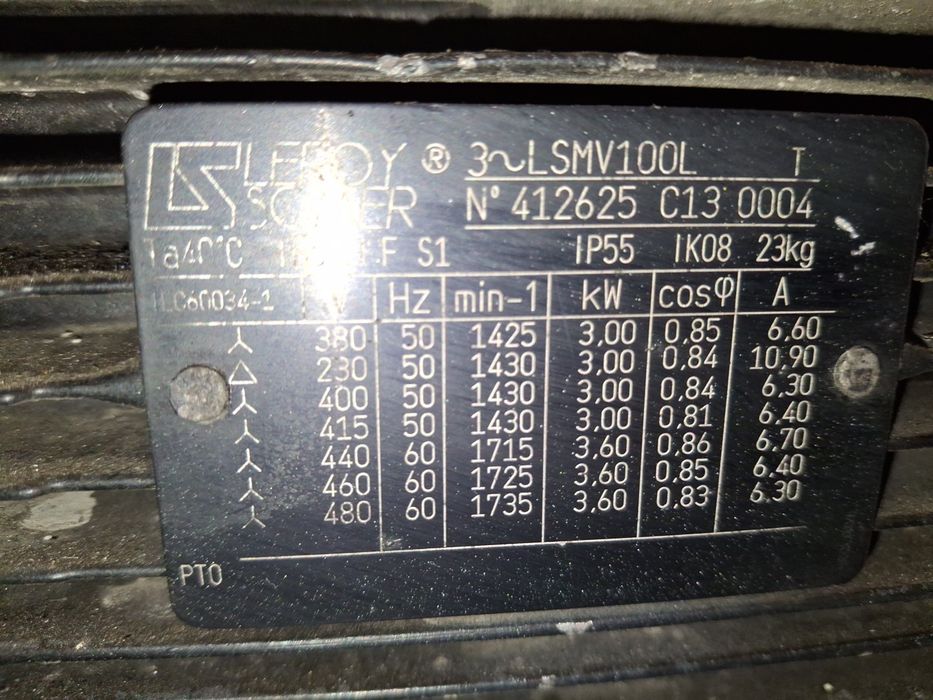 LEROY ® 3~LSMV100L T
SOMER N° 412625 C13 0004
Ta40°C F S1 IP55 IK08 23kg
IEC60034-1 V Hz min-1 kW cosφ A
380 50 1425 3,00 0,85 6,60
△ 230 50 1430 3,00 0,84 10,90
400 50 1430 3,00 0,84 6,30
415 50 1430 3,00 0,81 6,40
440 60 1715 3,60 0,86 6,70
460 60 1725 3,60 0,85 6,40
480 60 1735 3,60 0,83 6,30
PTO